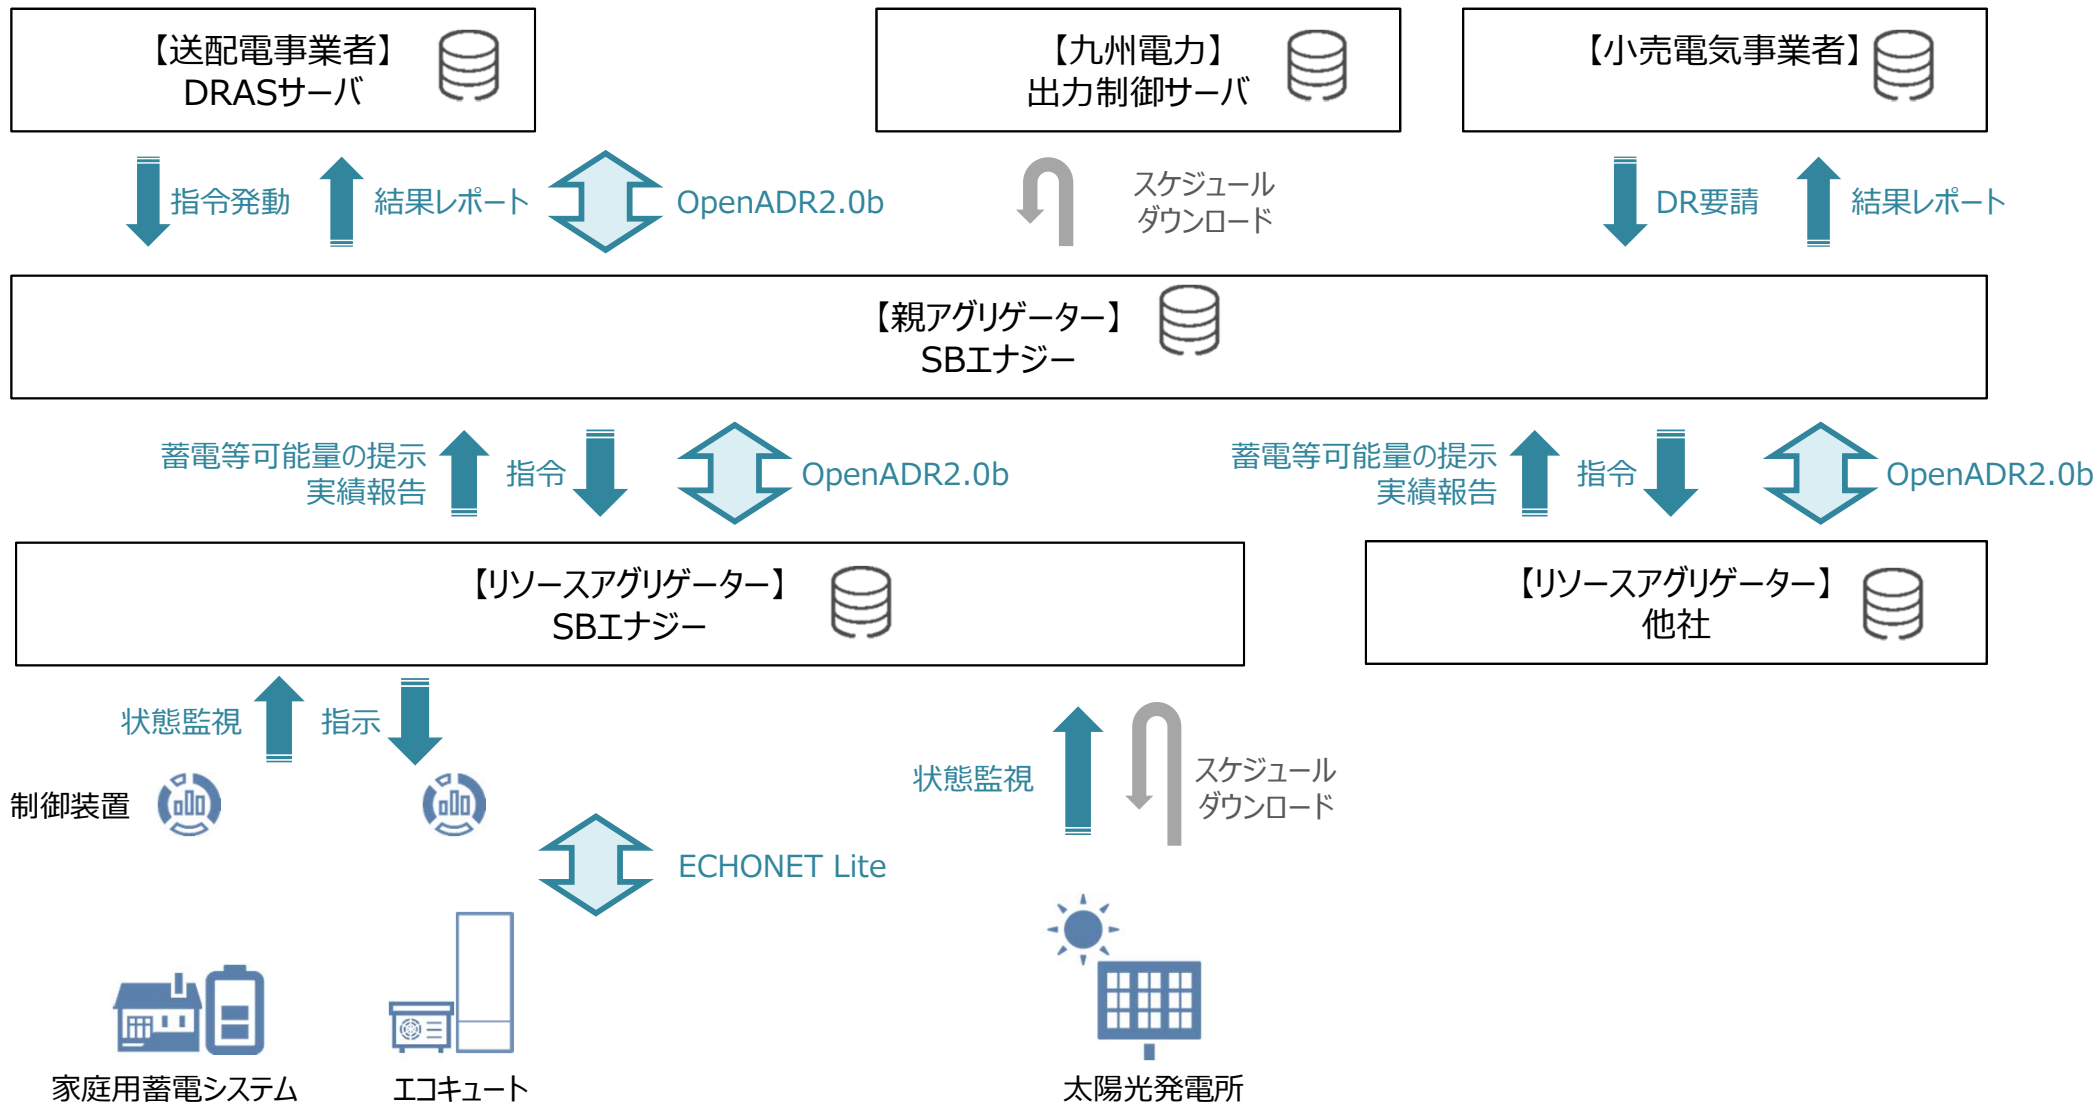 【送配電事業者】
DRASサーバ
【九州電力】
出力制御サーバ
【小売電気事業者】
指令発動
結果レポート
OpenADR2.0b
スケジュール
ダウンロード
DR要請
結果レポート
【親アグリゲーター】
SBエナジー
蓄電等可能量の提示
実績報告
指令
OpenADR2.0b
蓄電等可能量の提示
実績報告
指令
OpenADR2.0b
【リソースアグリゲーター】
SBエナジー
【リソースアグリゲーター】
他社
状態監視
指示
状態監視
スケジュール
ダウンロード
制御装置
ECHONET Lite
家庭用蓄電システム
エコキュート
太陽光発電所